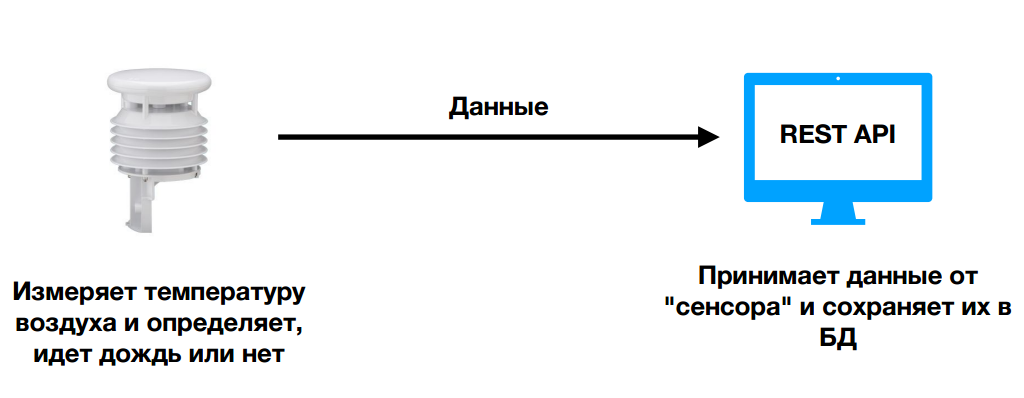 Данные
REST API
Измеряет температуру
воздуха и определяет,
идет дождь или нет
Принимает данные от
"сенсора" и сохраняет их в
БД